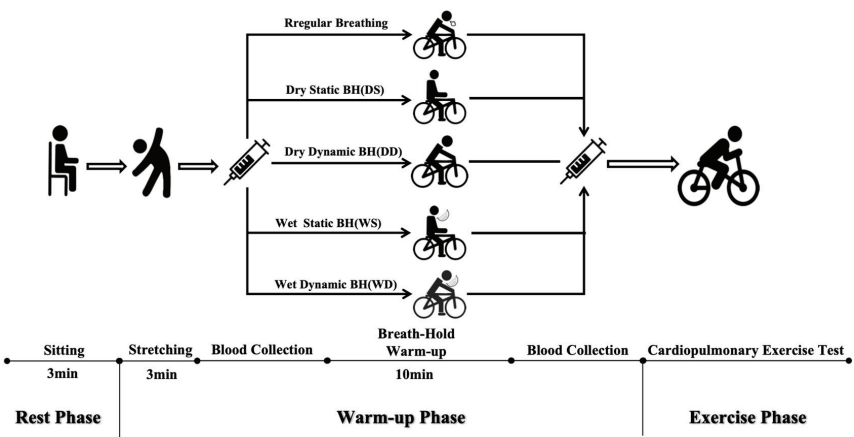 Rregular Breathing
Dry Static BH(DS)
Dry Dynamic BH(DD)
Wet Static BH(WS)
Wet Dynamic BH(WD)
Sitting
Stretching
Blood Collection
Breath-Hold
Warm-up
Blood Collection
Cardiopulmonary Exercise Test
3min
3min
10min
Rest Phase
Warm-up Phase
Exercise Phase